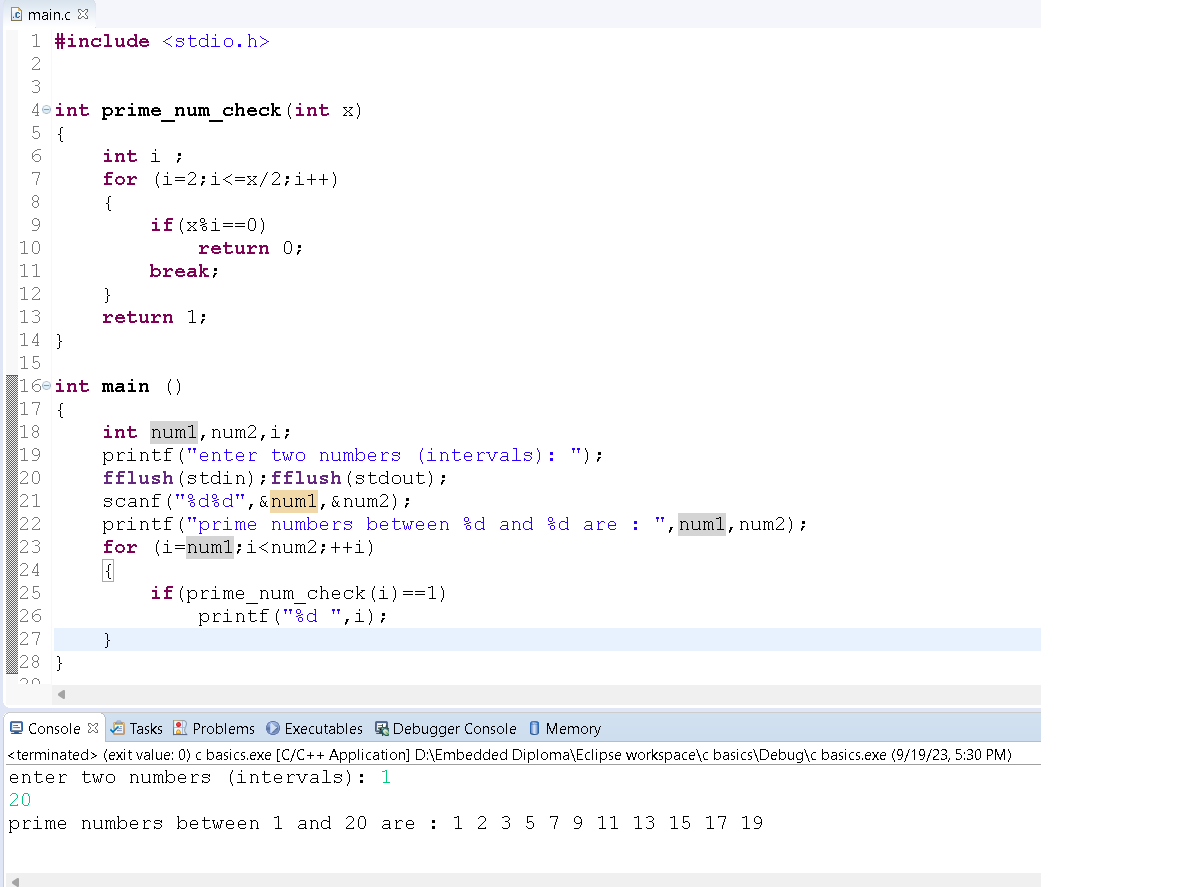 main.c
1 #include <stdio.h>
2
3
4 int prime_num_check(int x)
5 {
6     int i ;
7     for (i=2;i<=x/2;i++)
8     {
9         if(x%i==0)
10             return 0;
11         break;
12     }
13     return 1;
14 }
15
16 int main ()
17 {
18     int num1,num2,i;
19     printf("enter two numbers (intervals): ");
20     fflush(stdin);fflush(stdout);
21     scanf("%d%d",&num1,&num2);
22     printf("prime numbers between %d and %d are : ",num1,num2);
23     for (i=num1;i<num2;++i)
24     {
25         if(prime_num_check(i)==1)
26             printf("%d ",i);
27     }
28 }
29
Console Tasks Problems Executables Debugger Console Memory
<terminated> (exit value: 0) c basics.exe [C/C++ Application] D:\Embedded Diploma\Eclipse workspace\c basics\Debug\c basics.exe (9/19/23, 5:30 PM)
enter two numbers (intervals): 1
20
prime numbers between 1 and 20 are : 1 2 3 5 7 9 11 13 15 17 19